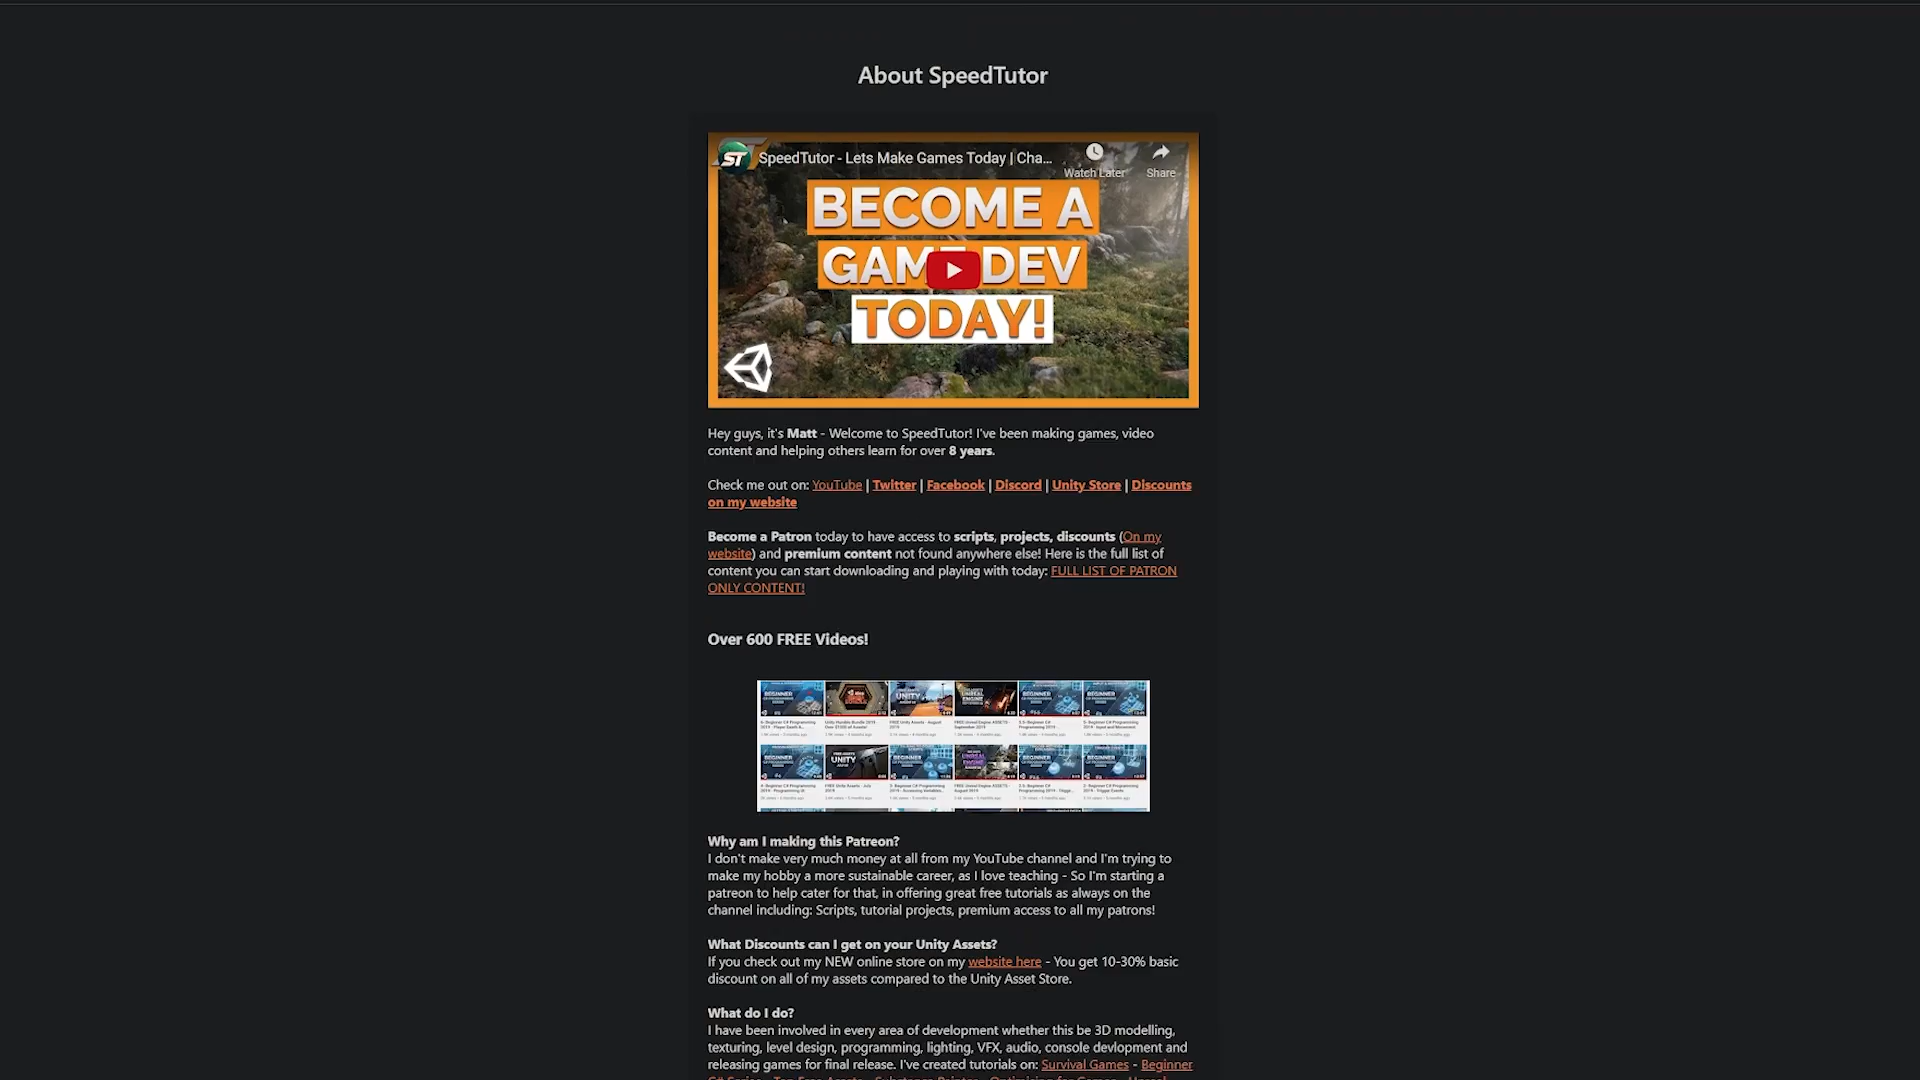 About SpeedTutor
ST
SpeedTutor - Lets Make Games Today | Cha...
Watch Later
Share
BECOME A
GAME DEV
TODAY!
Hey guys, it's Matt - Welcome to SpeedTutor! I've been making games, video
content and helping others learn for over 8 years.
Check me out on: YouTube | Twitter | Facebook | Discord | Unity Store | Discounts
on my website
Become a Patron today to have access to scripts, projects, discounts (On my
website) and premium content not found anywhere else! Here is the full list of
content you can start downloading and playing with today: FULL LIST OF PATRON
ONLY CONTENT!
Over 600 FREE Videos!
BEGINNER
UNITY
BEGINNER
BEGINNER
BEGINNER
UNITY
BEGINNER
BEGINNER
BEGINNER
Why am I making this Patreon?
I don't make very much money at all from my YouTube channel and I'm trying to
make my hobby a more sustainable career, as I love teaching - So I'm starting a
patreon to help cater for that, in offering great free tutorials as always on the
channel including: Scripts, tutorial projects, premium access to all my patrons!
What Discounts can I get on your Unity Assets?
If you check out my NEW online store on my website here - You get 10-30% basic
discount on all of my assets compared to the Unity Asset Store.
What do I do?
I have been involved in every area of development whether this be 3D modelling,
texturing, level design, programming, lighting, VFX, audio, console devlopment and
releasing games for final release. I've created tutorials on: Survival Games - Beginner